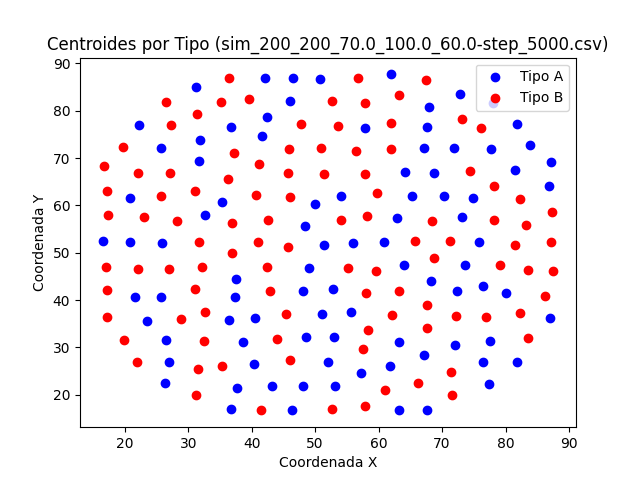 Centroides por Tipo (sim_200_200_70.0_100.0_60.0-step_5000.csv)
Tipo A
Tipo B
90
80
70
60
50
40
30
20
Coordenada Y
20 30 40 50 60 70 80 90
Coordenada X